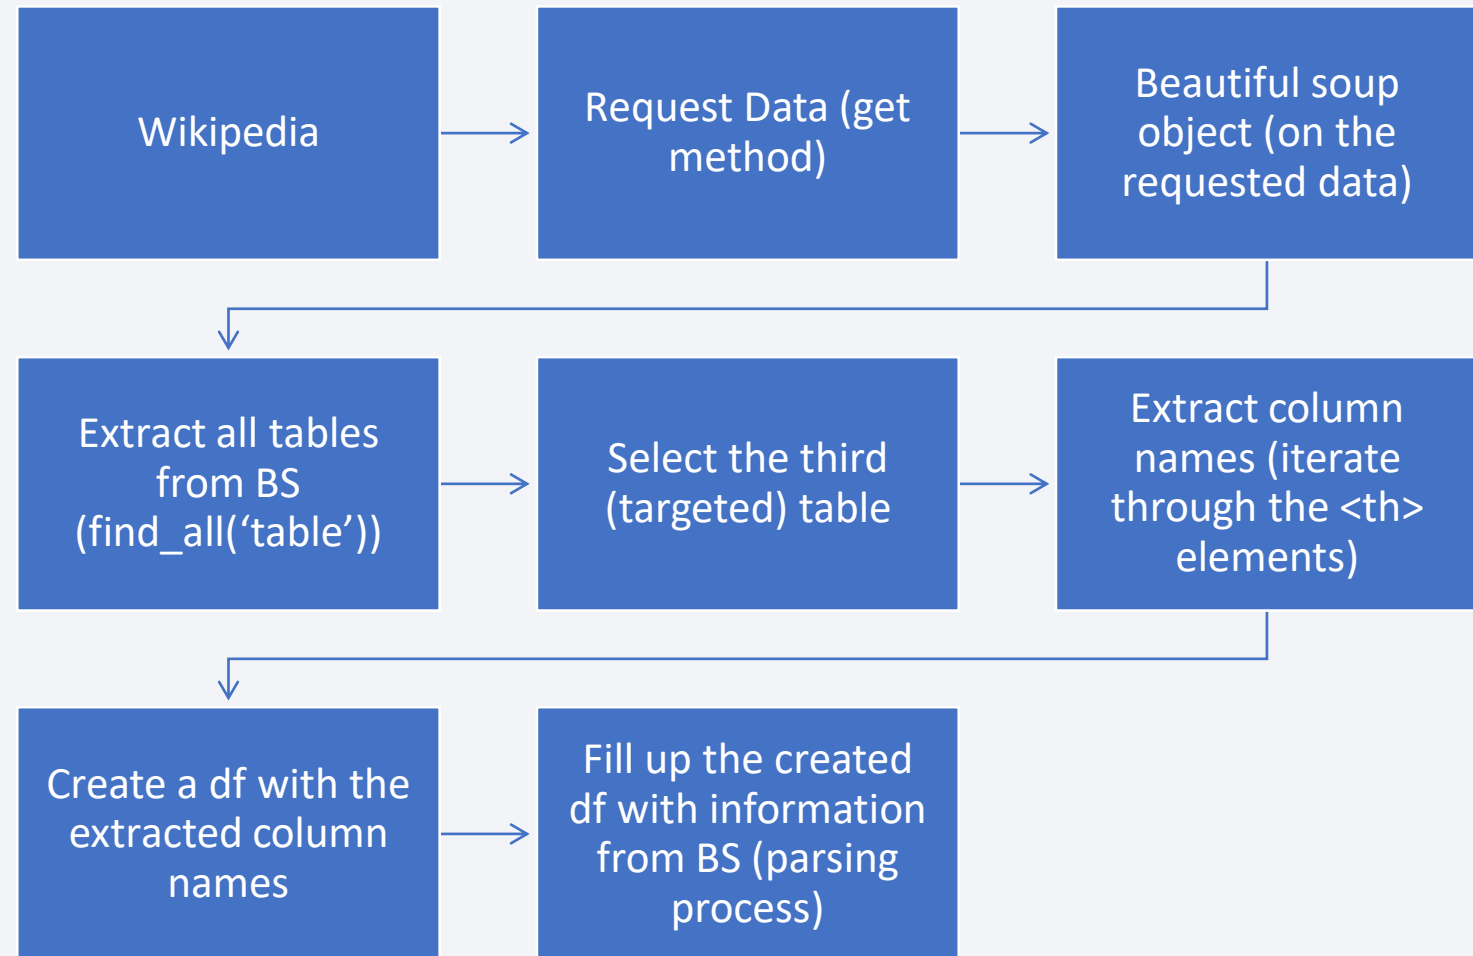 Wikipedia
Request Data (get
method)
Beautiful soup
object (on the
requested data)
Extract all tables
from BS
(find_all(‘table’))
Select the third
(targeted) table
Extract column
names (iterate
through the <th>
elements)
Create a df with the
extracted column
names
Fill up the created
df with information
from BS (parsing
process)